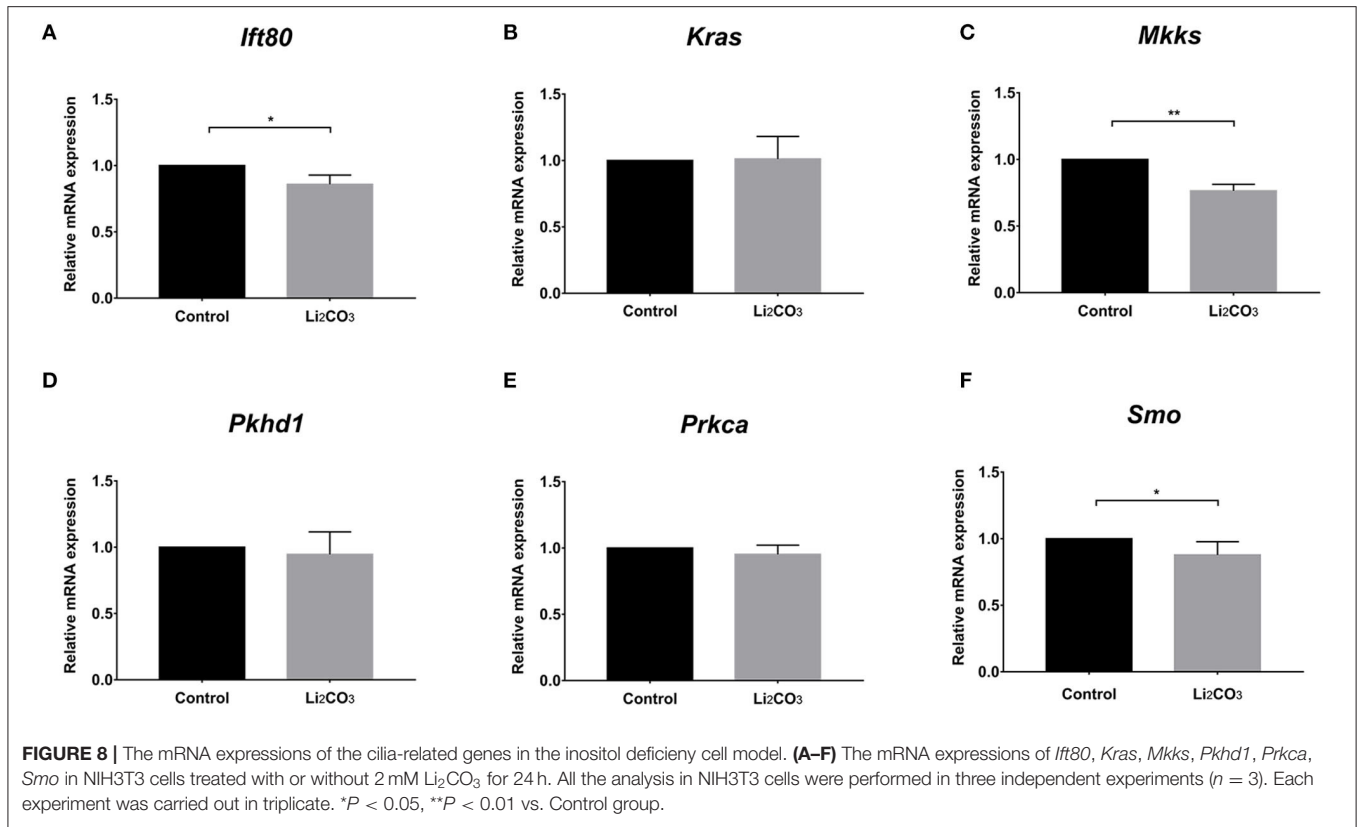 A
Ift80
Relative mRNA expression
1.5
1.0
0.5
0.0
*
Control
Li₂CO₃
B
Kras
Relative mRNA expression
1.5
1.0
0.5
0.0
Control
Li₂CO₃
C
Mkks
Relative mRNA expression
1.5
1.0
0.5
0.0
**
Control
Li₂CO₃
D
Pkhd1
Relative mRNA expression
1.5
1.0
0.5
0.0
Control
Li₂CO₃
E
Prkca
Relative mRNA expression
1.5
1.0
0.5
0.0
Control
Li₂CO₃
F
Smo
Relative mRNA expression
1.5
1.0
0.5
0.0
*
Control
Li₂CO₃
FIGURE 8 | The mRNA expressions of the cilia-related genes in the inositol deficieny cell model. (A–F) The mRNA expressions of Ift80, Kras, Mkks, Pkhd1, Prkca,
Smo in NIH3T3 cells treated with or without 2 mM Li₂CO₃ for 24 h. All the analysis in NIH3T3 cells were performed in three independent experiments (n = 3). Each
experiment was carried out in triplicate. *P < 0.05, **P < 0.01 vs. Control group.